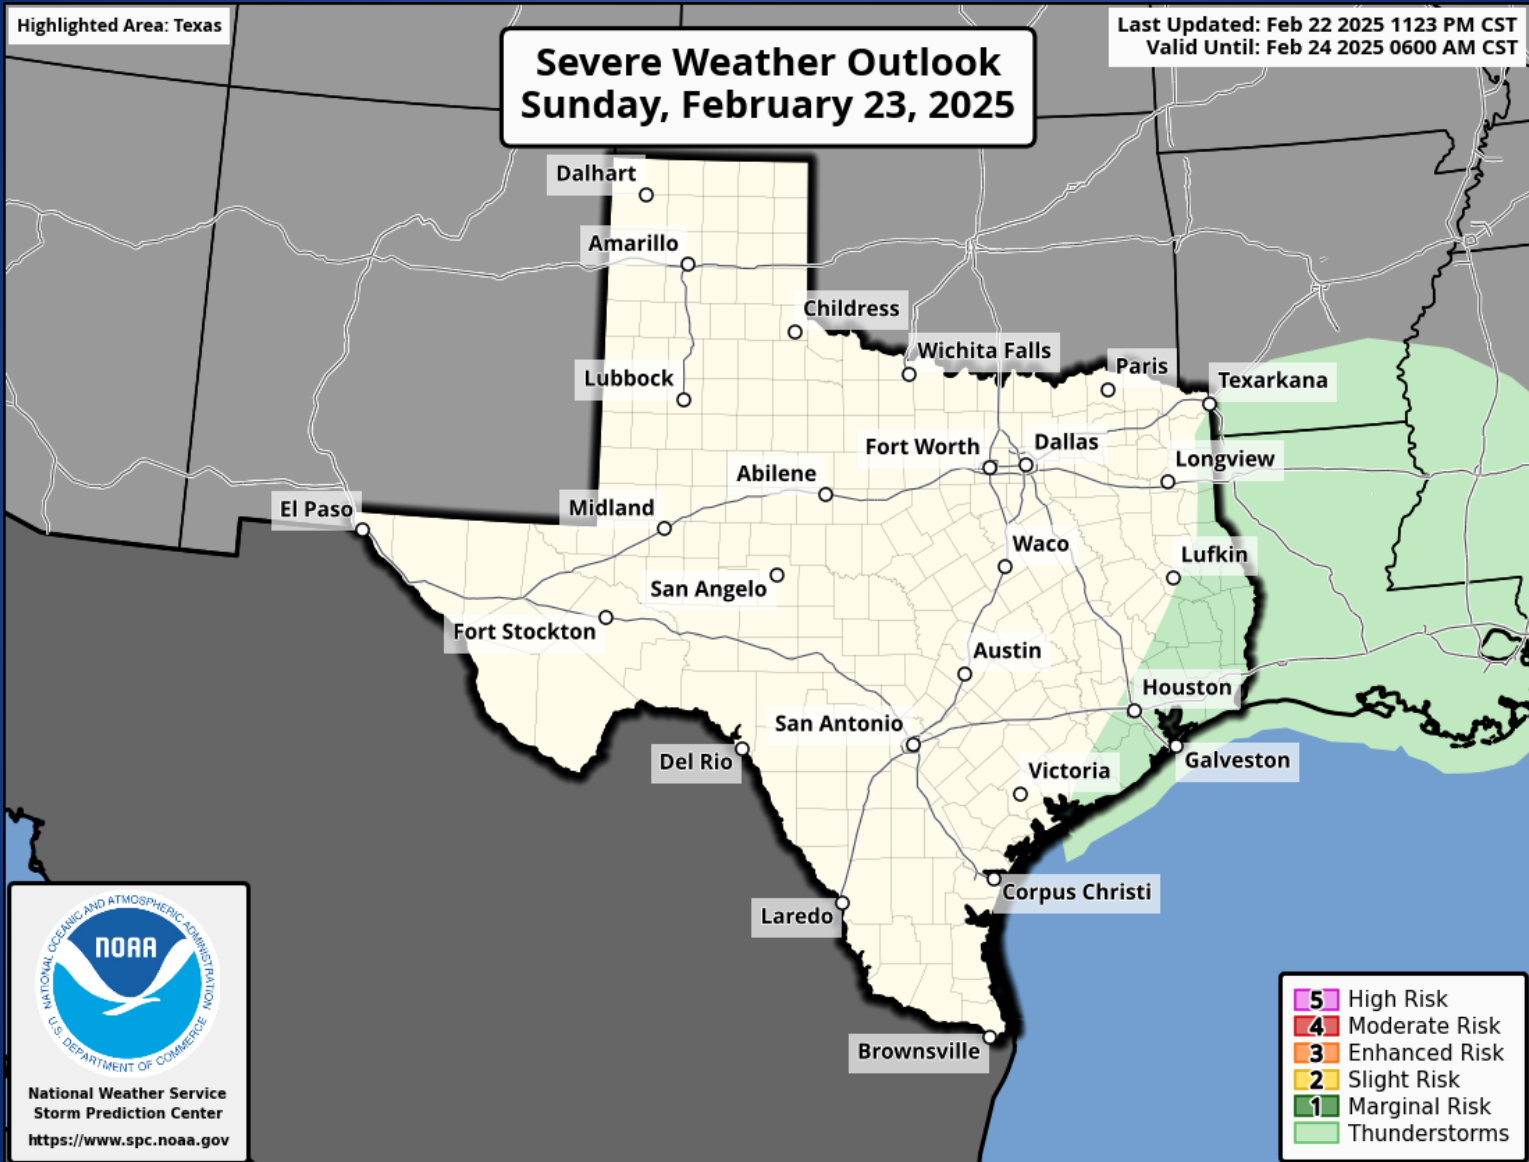 Highlighted Area: Texas
Last Updated: Feb 22 2025 1123 PM CST
Valid Until: Feb 24 2025 0600 AM CST
Severe Weather Outlook
Sunday, February 23, 2025
Dalhart
Amarillo
Childress
Wichita Falls
Paris
Texarkana
Lubbock
Fort Worth
Dallas
Longview
Abilene
El Paso
Midland
Waco
Lufkin
San Angelo
Fort Stockton
Austin
Houston
San Antonio
Del Rio
Galveston
Victoria
Corpus Christi
Laredo
Brownsville
NATIONAL OCEANIC AND ATMOSPHERIC ADMINISTRATION
NOAA
U.S. DEPARTMENT OF COMMERCE
National Weather Service
Storm Prediction Center
https://www.spc.noaa.gov
5 High Risk
4 Moderate Risk
3 Enhanced Risk
2 Slight Risk
1 Marginal Risk
Thunderstorms